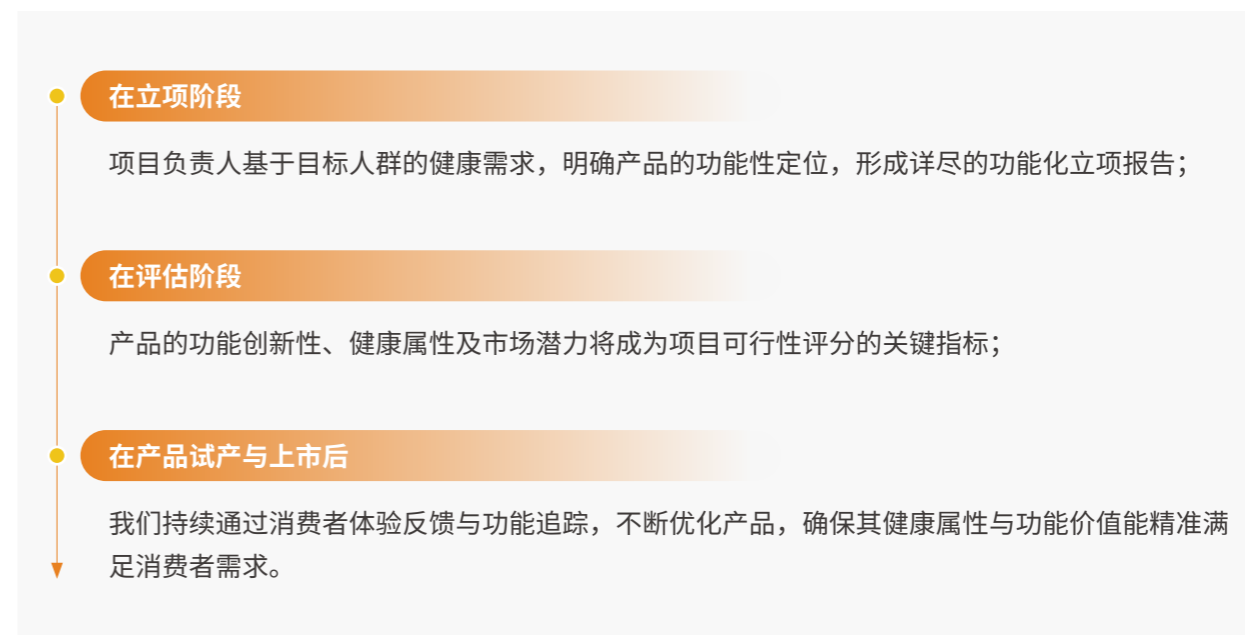 在立项阶段
项目负责人基于目标人群的健康需求，明确产品的功能性定位，形成详尽的功能化立项报告；
在评估阶段
产品的功能创新性、健康属性及市场潜力将成为项目可行性评分的关键指标；
在产品试产与上市后
我们持续通过消费者体验反馈与功能追踪，不断优化产品，确保其健康属性与功能价值能精准满
足消费者需求。